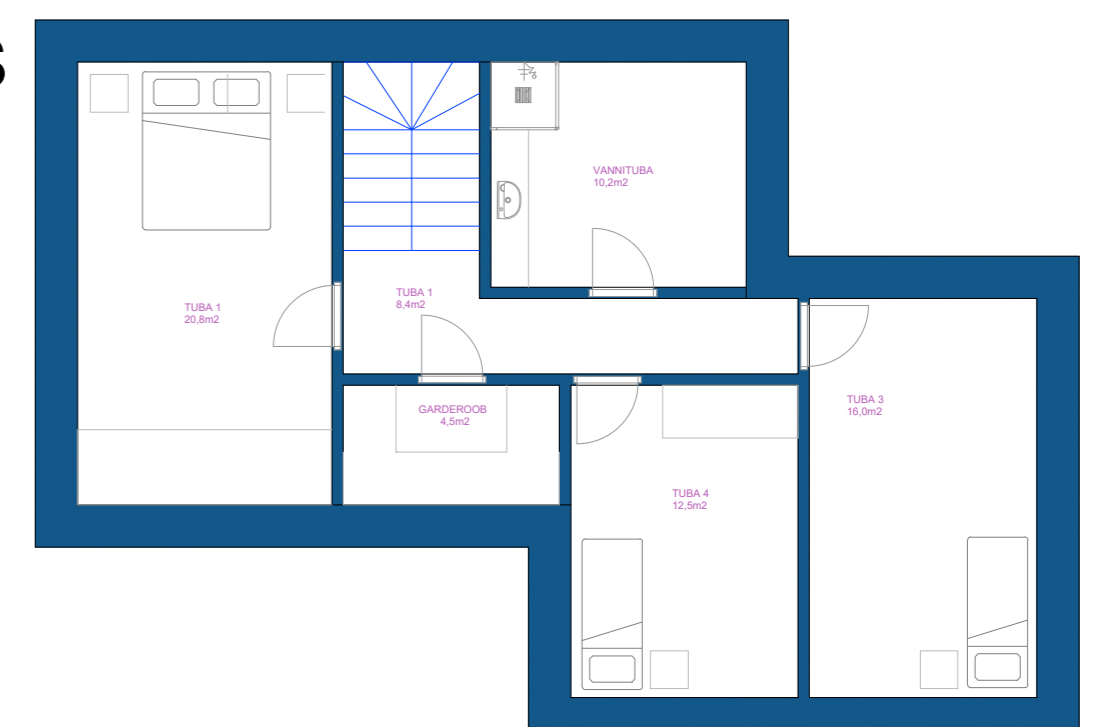 S
VANNITUBA
10,2m2
TUBA 1
8,4m2
TUBA 1
20,8m2
GARDEROOB
4,5m2
TUBA 3
16,0m2
TUBA 4
12,5m2